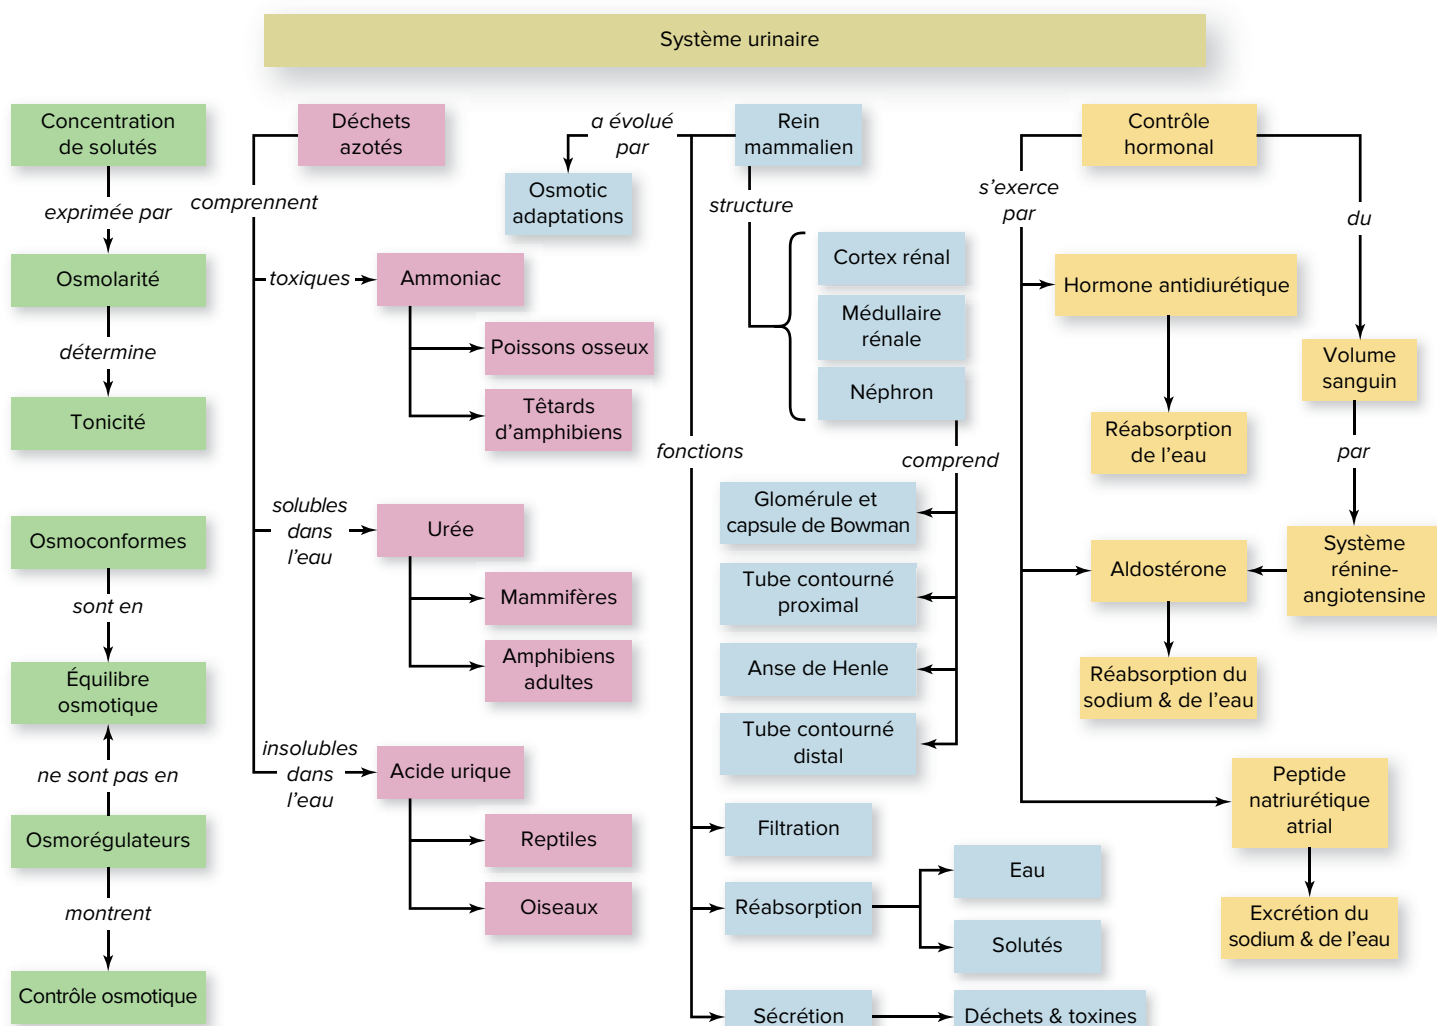 Système urinaire
Concentration
de solutés
exprimée par
Osmolarité
détermine
Tonicité
Osmoconformes
sont en
Équilibre
osmotique
ne sont pas en
Osmorégulateurs
montrent
Contrôle osmotique
Déchets
azotés
comprennent
toxiques
Ammoniac
Poissons osseux
Têtards
d’amphibiens
solubles
dans
l’eau
Urée
Mammifères
Amphibiens
adultes
insolubles
dans
l’eau
Acide urique
Reptiles
Oiseaux
Rein
mammalien
a évolué
par
Osmotic
adaptations
structure
Cortex rénal
Médullaire
rénale
Néphron
comprend
Glomérule et
capsule de Bowman
Tube contourné
proximal
Anse de Henle
Tube contourné
distal
fonctions
Filtration
Réabsorption
Eau
Solutés
Sécrétion
Déchets & toxines
Contrôle
hormonal
s’exerce
par
Hormone antidiurétique
Réabsorption
de l’eau
Aldostérone
Réabsorption du
sodium & de l’eau
Peptide
natriurétique
atrial
Excrétion du
sodium & de l’eau
du
Volume
sanguin
par
Système
rénine-
angiotensine